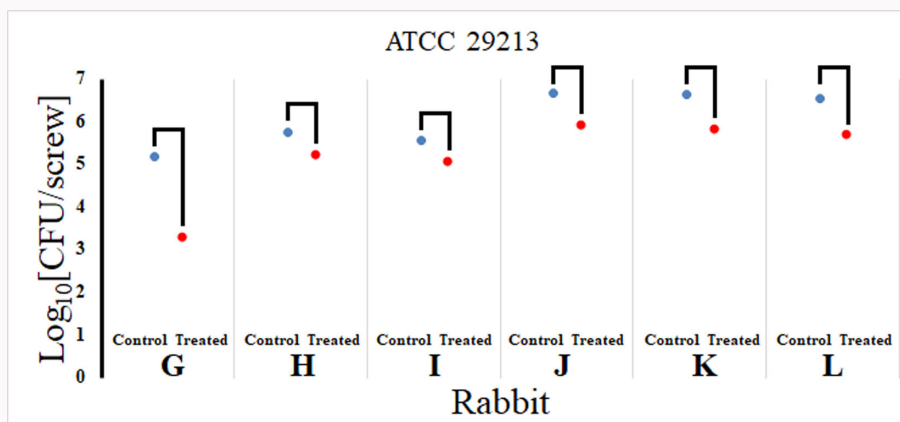 ATCC 29213
Log10[CFU/screw]
7
6
5
4
3
2
1
0
Control Treated Control Treated Control Treated Control Treated Control Treated Control Treated
G H I J K L
Rabbit